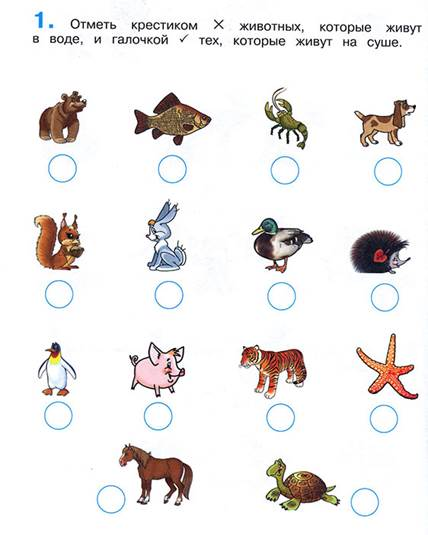 1. Отметь крестиком × животных, которые живут
в воде, и галочкой ✓ тех, которые живут на суше.